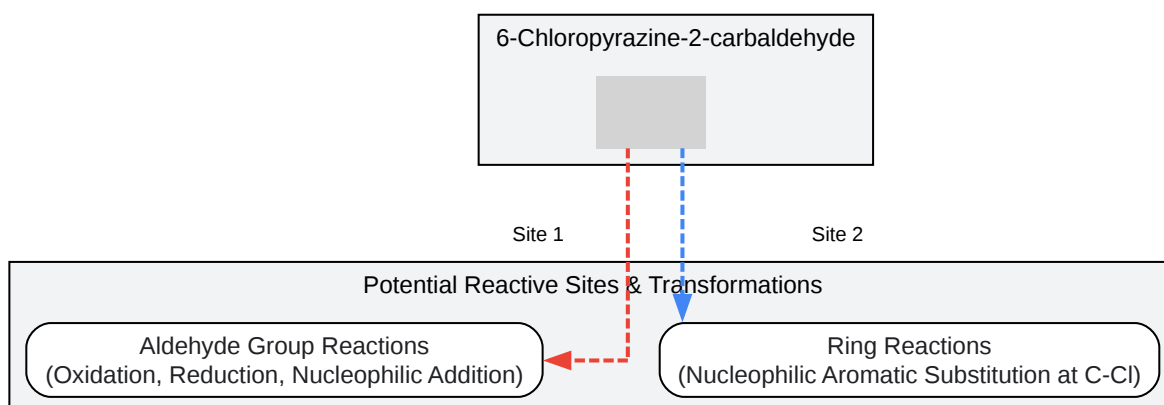 6-Chloropyrazine-2-carbaldehyde
Site 1
Site 2
Potential Reactive Sites & Transformations
Aldehyde Group Reactions
(Oxidation, Reduction, Nucleophilic Addition)
Ring Reactions
(Nucleophilic Aromatic Substitution at C-Cl)